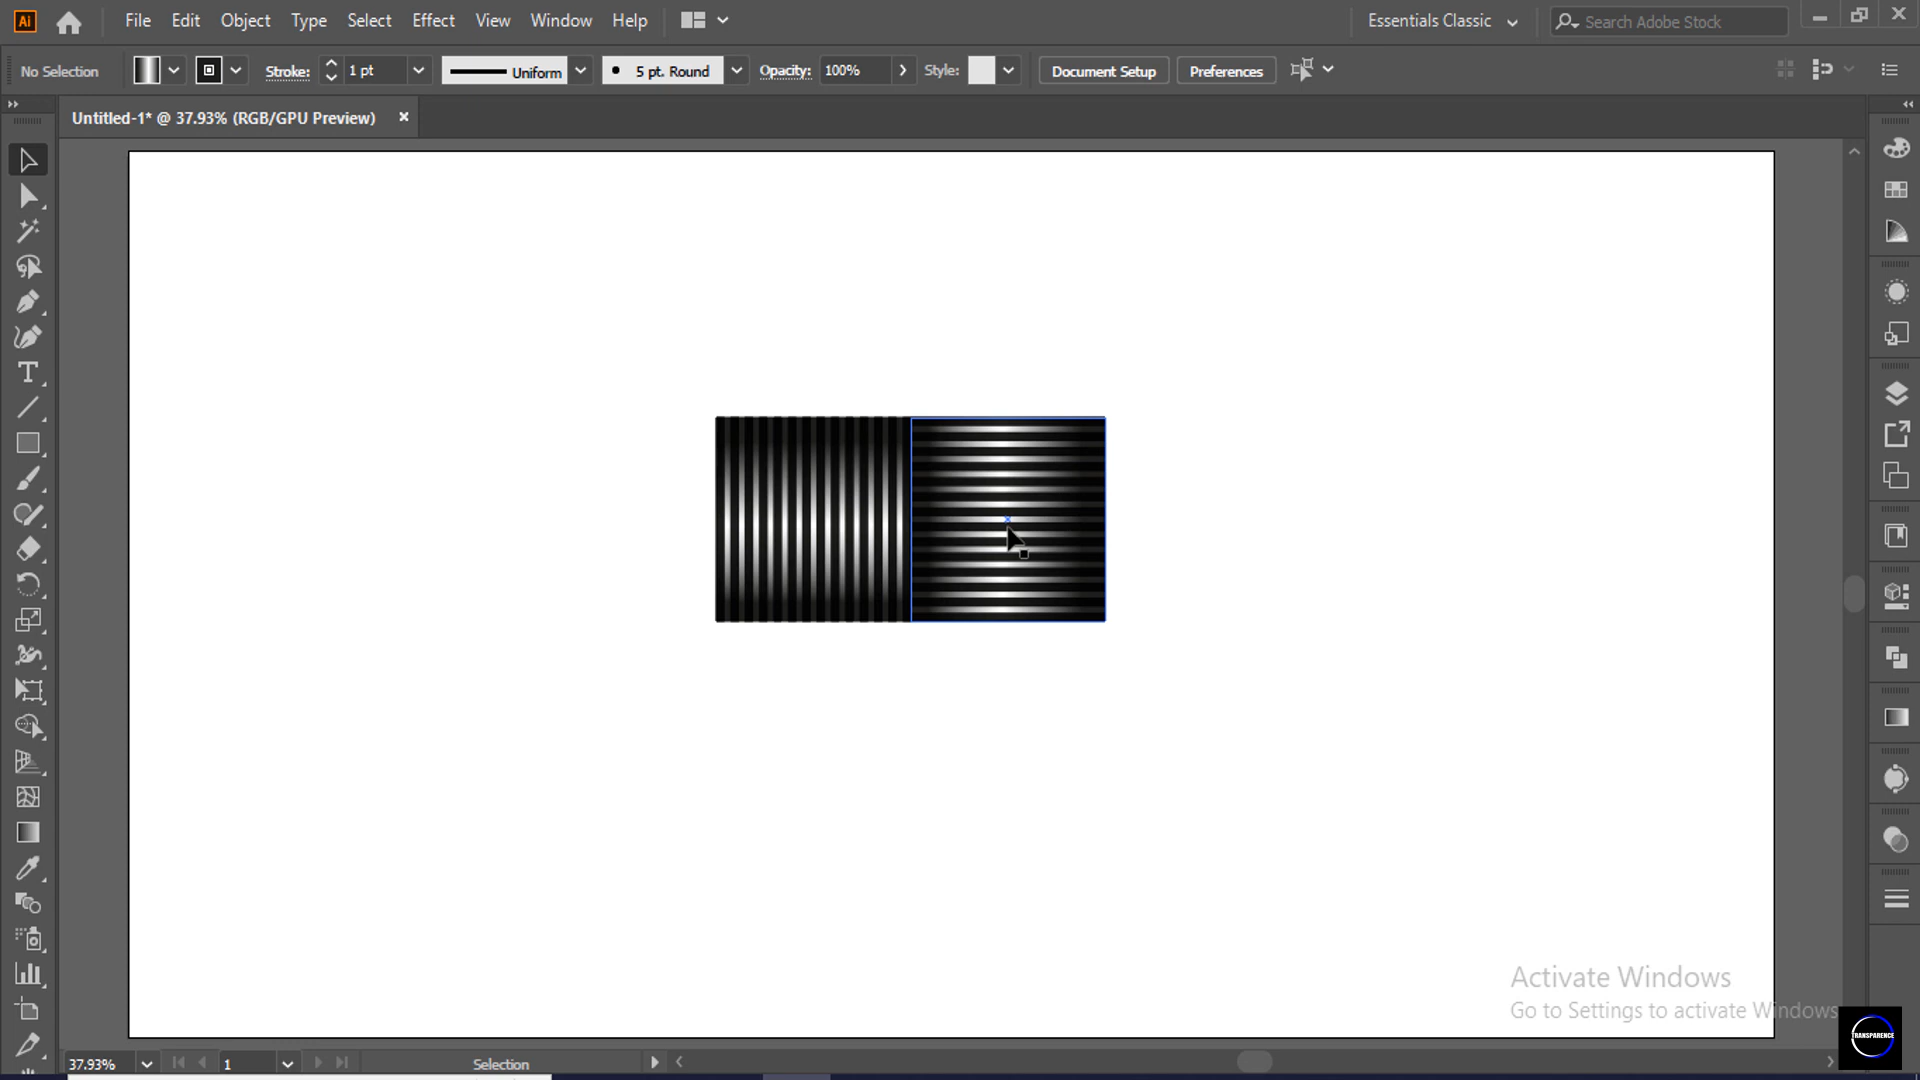 Ai File Edit Object Type Select Effect View Window Help Essentials Classic Search Adobe Stock
No Selection Stroke: 1 pt Uniform 5 pt. Round Opacity: 100% Style: Document Setup Preferences
Untitled-1* @ 37.93% (RGB/GPU Preview) ×
Activate Windows
Go to Settings to activate Windows
TRANSPARENCE
37.93% 1 Selection